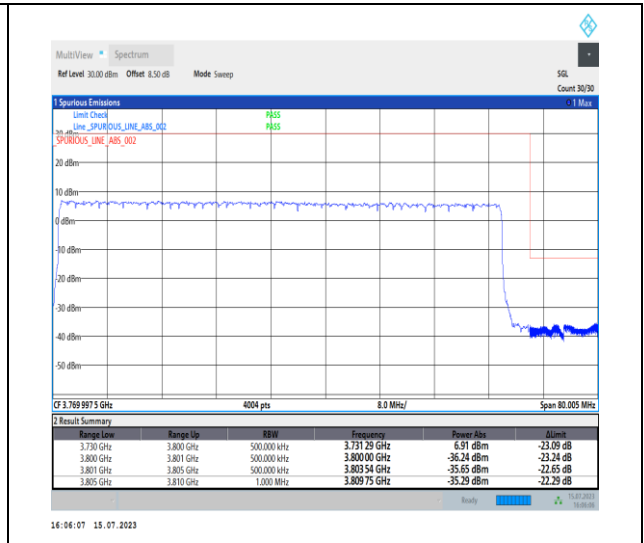 MultiView Spectrum
Ref Level 30.00 dBm Offset 8.50 dB Mode Sweep SGL
Count 30/30
1 Spurious Emissions 1 Max
Limit Check PASS
Line _SPURIOUS_LINE_ABS_002 PASS
_SPURIOUS_LINE_ABS_002
20 dBm
10 dBm
0 dBm
-10 dBm
-20 dBm
-30 dBm
-40 dBm
-50 dBm
CF 3.769 997 5 GHz 4004 pts 8.0 MHz/ Span 80.005 MHz
2 Result Summary
Range Low Range Up RBW Frequency Power Abs ΔLimit
3.730 GHz 3.800 GHz 500.000 kHz 3.731 29 GHz 6.91 dBm -23.09 dB
3.800 GHz 3.801 GHz 500.000 kHz 3.800 00 GHz -36.24 dBm -23.24 dB
3.801 GHz 3.805 GHz 500.000 kHz 3.803 54 GHz -35.65 dBm -22.65 dB
3.805 GHz 3.810 GHz 1.000 MHz 3.809 75 GHz -35.29 dBm -22.29 dB
Ready 15.07.2023
16:06:06
16:06:07 15.07.2023